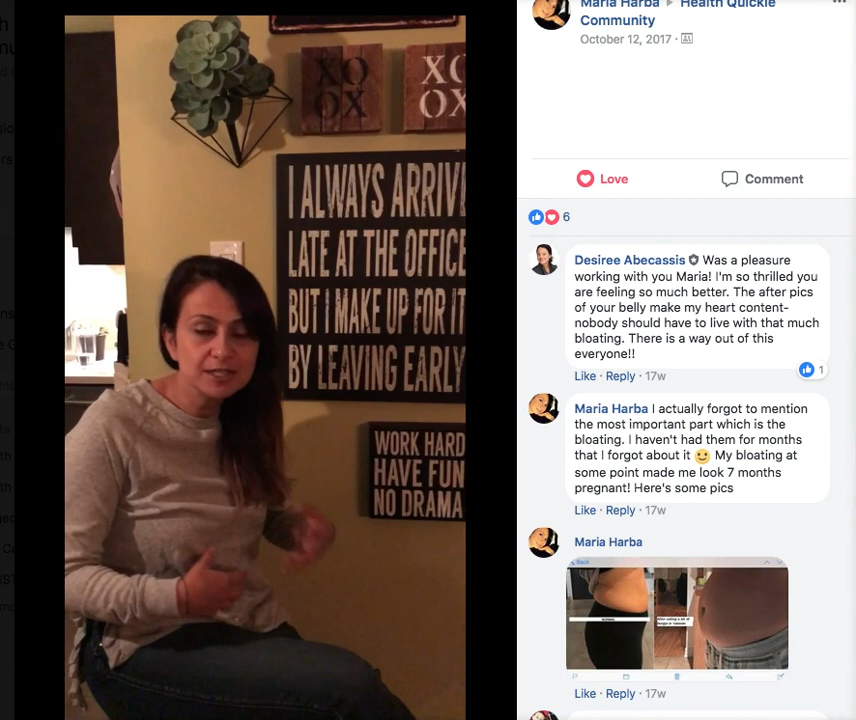 XO
OX
XO
OX
I ALWAYS ARRIV
LATE AT THE OFFICE
BUT I MAKE UP FOR IT
BY LEAVING EARLY
WORK HARD
HAVE FUN
NO DRAMA
Maria Harba ▸ Health Quickie
Community
October 12, 2017 ·
Love
Comment
6
Desiree Abecassis Was a pleasure
working with you Maria! I'm so thrilled you
are feeling so much better. The after pics
of your belly make my heart content-
nobody should have to live with that much
bloating. There is a way out of this
everyone!!
Like · Reply · 17w
1
Maria Harba I actually forgot to mention
the most important part which is the
bloating. I haven't had them for months
that I forgot about it 🙂 My bloating at
some point made me look 7 months
pregnant! Here's some pics
Like · Reply · 17w
Maria Harba
Back
Like · Reply · 17w